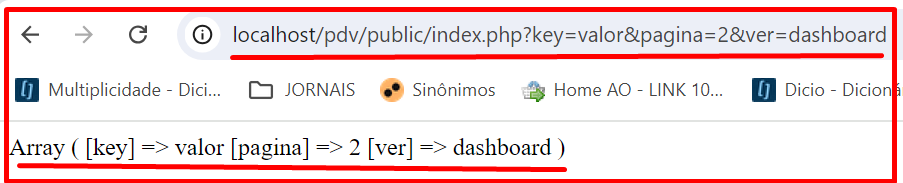 localhost/pdv/public/index.php?key=valor&pagina=2&ver=dashboard
Multiplicidade - Dici... JORNAIS Sinônimos Home AO - LINK 10... Dicio - Dicioná
Array ( [key] => valor [pagina] => 2 [ver] => dashboard )